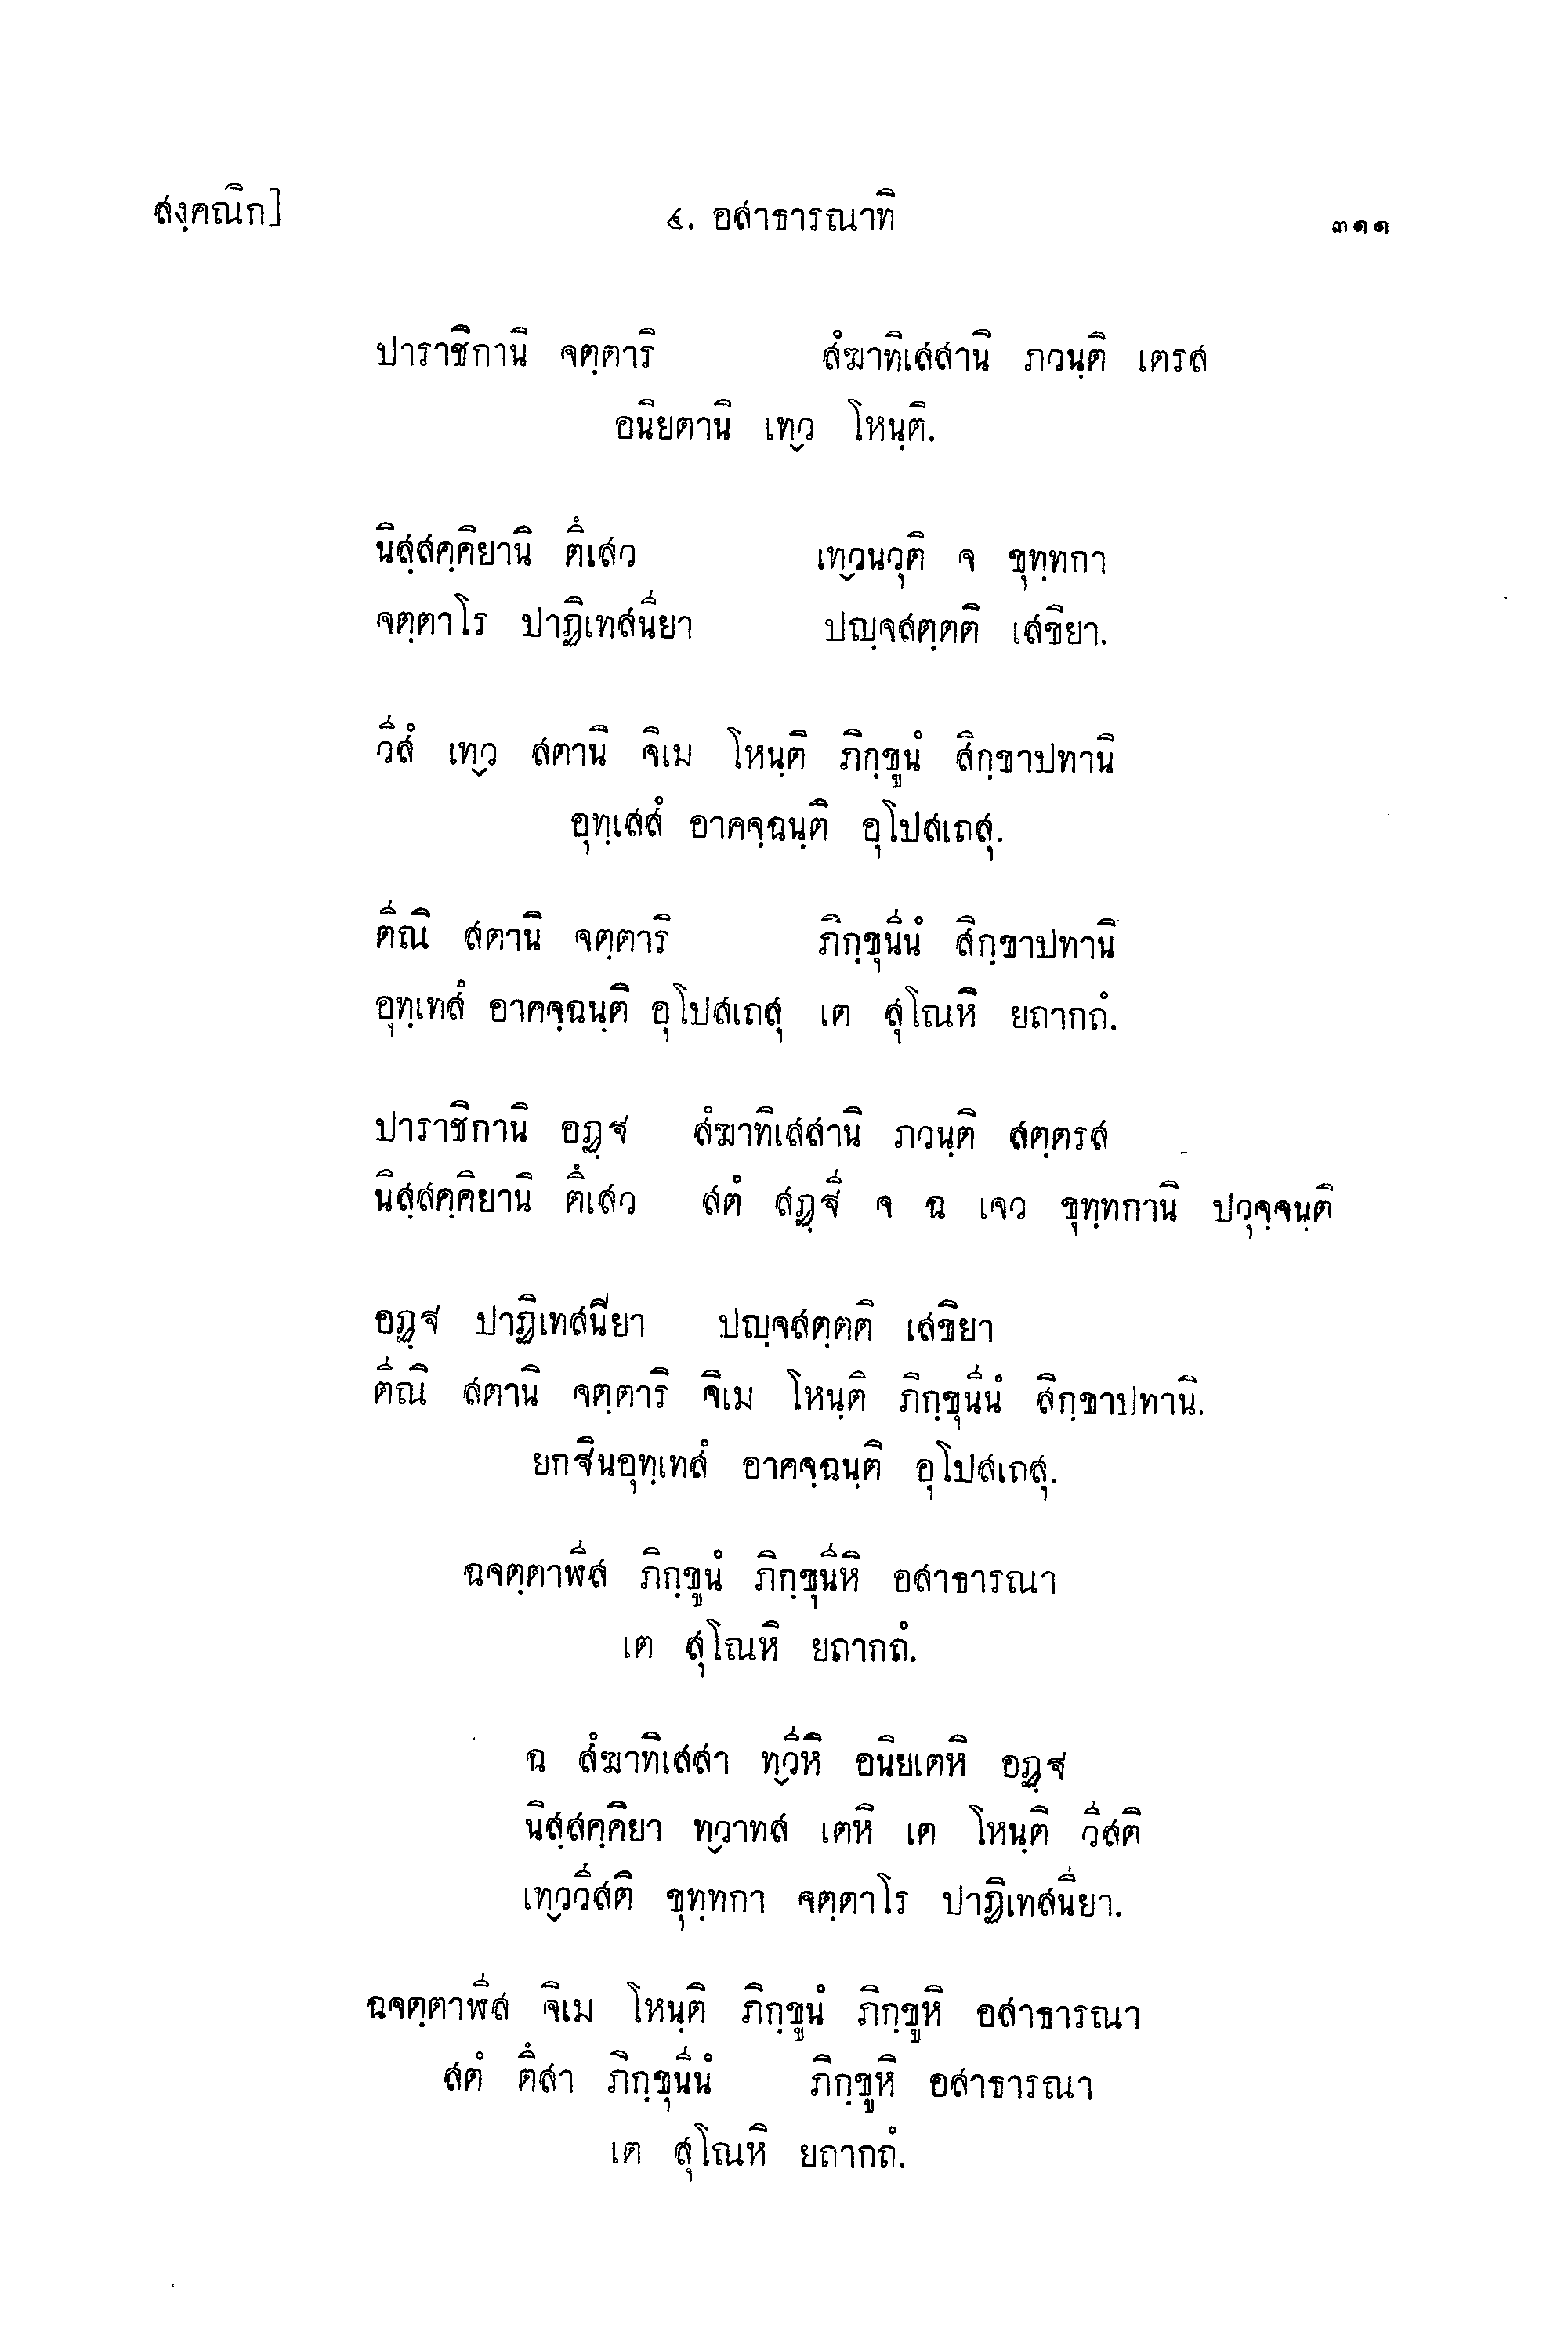 สงฺคณิก]
๔. อสาธารณาทิ
๓๑๑
ปาราชิกานิ จตฺตาริ สํฆาทิเสสานิ ภวนฺติ เตรส
อนิยตานิ เทฺว โหนฺติ.
นิสฺสคฺคิยานิ ตึเสว เทฺวนวุติ จ ขุทฺทกา
จตฺตาโร ปาฏิเทสนียา ปญฺจสตฺตติ เสขิยา.
วีสํ เทฺว สตานิ จิเม โหนฺติ ภิกฺขูนํ สิกฺขาปทานิ
อุทฺเสสํ อาคจฺฉนฺติ อุโปสเถสุ.
ตีณิ สตานิ จตฺตาริ ภิกฺขุนีนํ สิกฺขาปทานิ
อุทฺเทสํ อาคจฺฉนฺติ อุโปสเถสุ เต สุโณหิ ยถากถํ.
ปาราชิกานิ อฏฺฐ สํฆาทิเสสานิ ภวนฺติ สตฺตรส
นิสฺสคฺคิยานิ ตึเสว สตํ สฏฺฐี จ ฉ เจว ขุทฺทกานิ ปวุจฺจนฺติ
อฏฺฐ ปาฏิเทสนียา ปญฺจสตฺตติ เสขิยา
ตีณิ สตานิ จตฺตาริ จิเม โหนฺติ ภิกฺขุนีนํ สิกฺขาปทานิ.
ยกฐินอุทฺเทสํ อาคจฺฉนฺติ อุโปสเถสุ.
ฉจตฺตาฬีส ภิกฺขูนํ ภิกฺขุนีหิ อสาธารณา
เต สุโณหิ ยถากถํ.
ฉ สํฆาทิเสสา ทฺวีหิ อนิยเตหิ อฏฺฐ
นิสฺสคฺคิยา ทฺวาทส เตหิ เต โหนฺติ วีสติ
เทฺววีสติ ขุทฺทกา จตฺตาโร ปาฏิเทสนียา.
ฉจตฺตาฬีส จิเม โหนฺติ ภิกฺขูนํ ภิกฺขูหิ อสาธารณา
สตํ ตึสา ภิกฺขุนีนํ ภิกฺขูหิ อสาธารณา
เต สุโณหิ ยถากถํ.